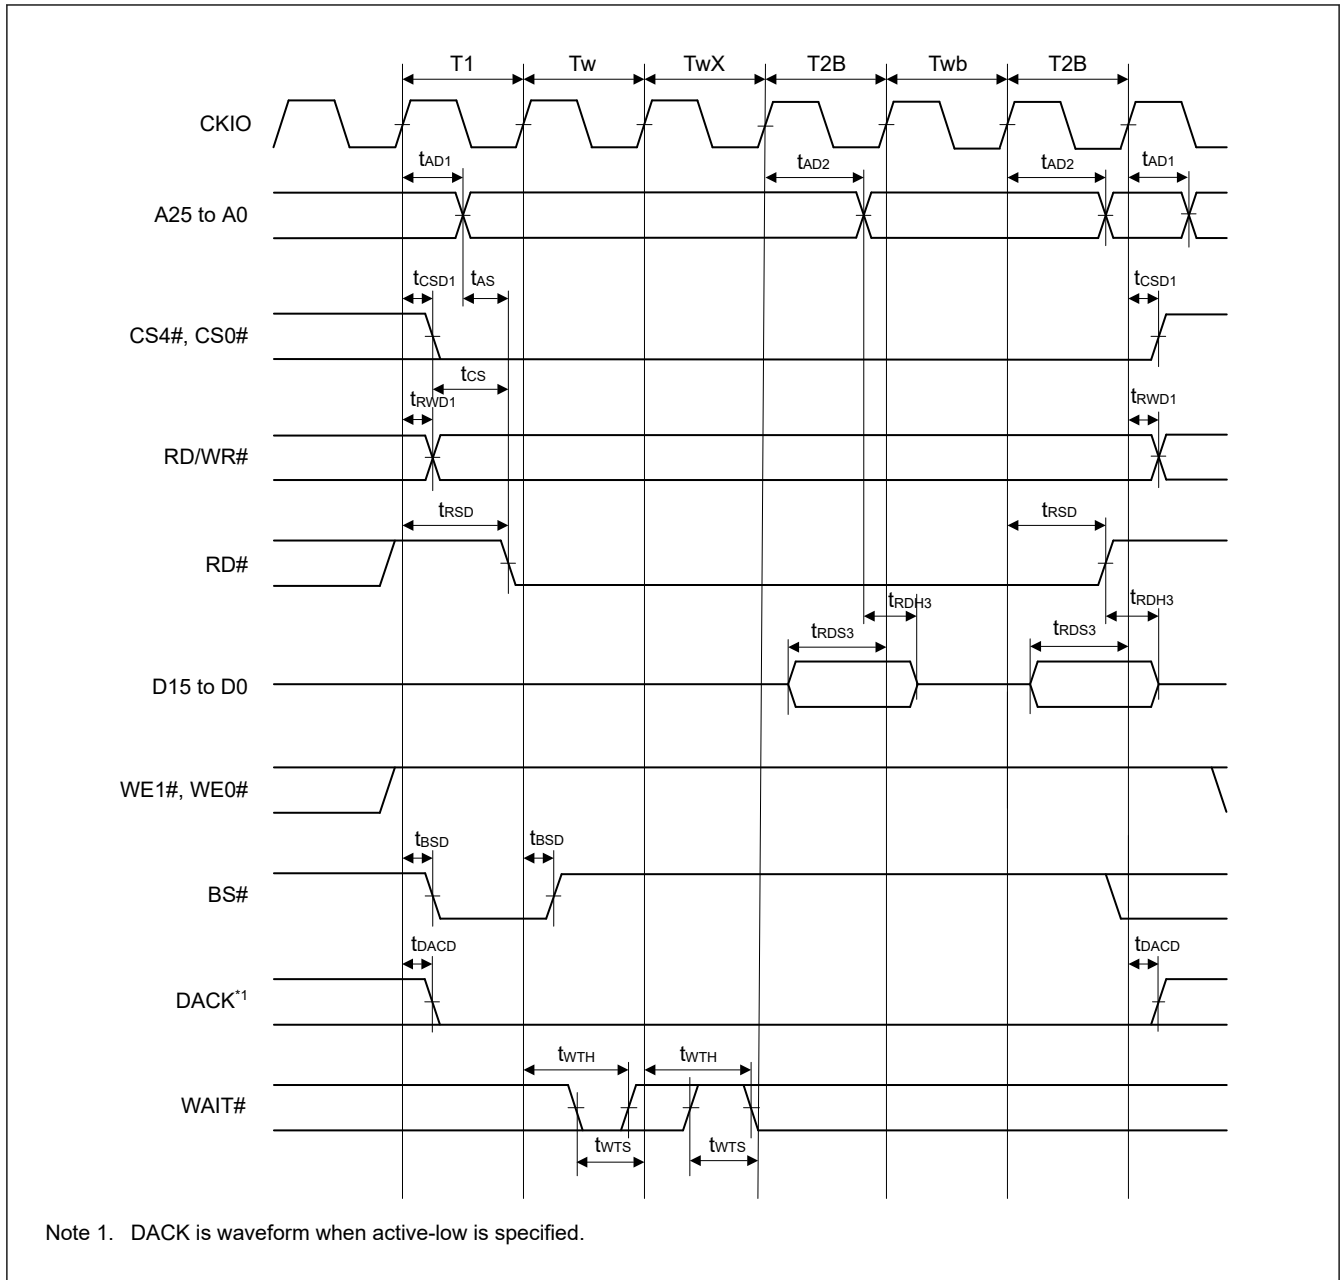 T1 Tw TwX T2B Twb T2B
CKIO
tAD1 tAD2 tAD2 tAD1
A25 to A0
tCSD1 tAS tCSD1
CS4#, CS0#
tCS
tRWD1 tRWD1
RD/WR#
tRSD tRSD
RD#
tRDH3 tRDH3
tRDS3 tRDS3
D15 to D0
WE1#, WE0#
tBSD tBSD
BS#
tDACD tDACD
DACK*1
tWTH tWTH
WAIT#
tWTS tWTS
Note 1. DACK is waveform when active-low is specified.